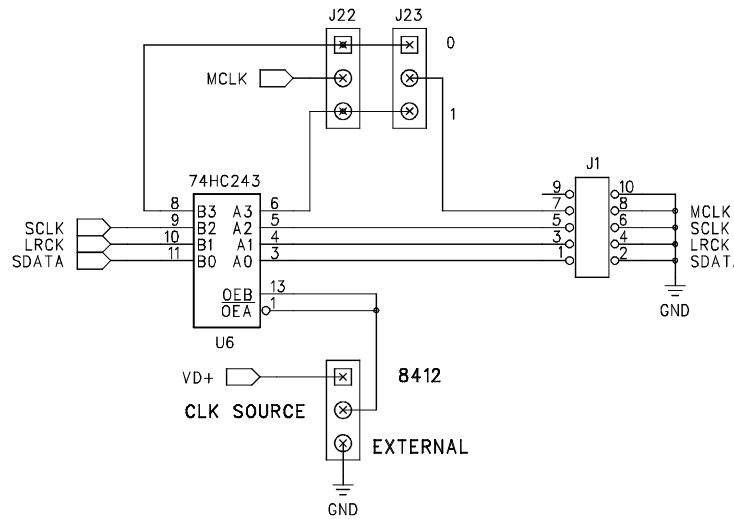 J22 J23
0
MCLK
1
74HC243
J1
8 B3 A3 6
9 10
7 8 MCLK
SCLK 9 B2 A2 5
5 6 SCLK
LRCK 10 B1 A1 4
3 4 LRCK
SDATA 11 B0 A0 3
1 2 SDATA
OEB 13
OEA 1
GND
U6
VD+
8412
CLK SOURCE
EXTERNAL
GND